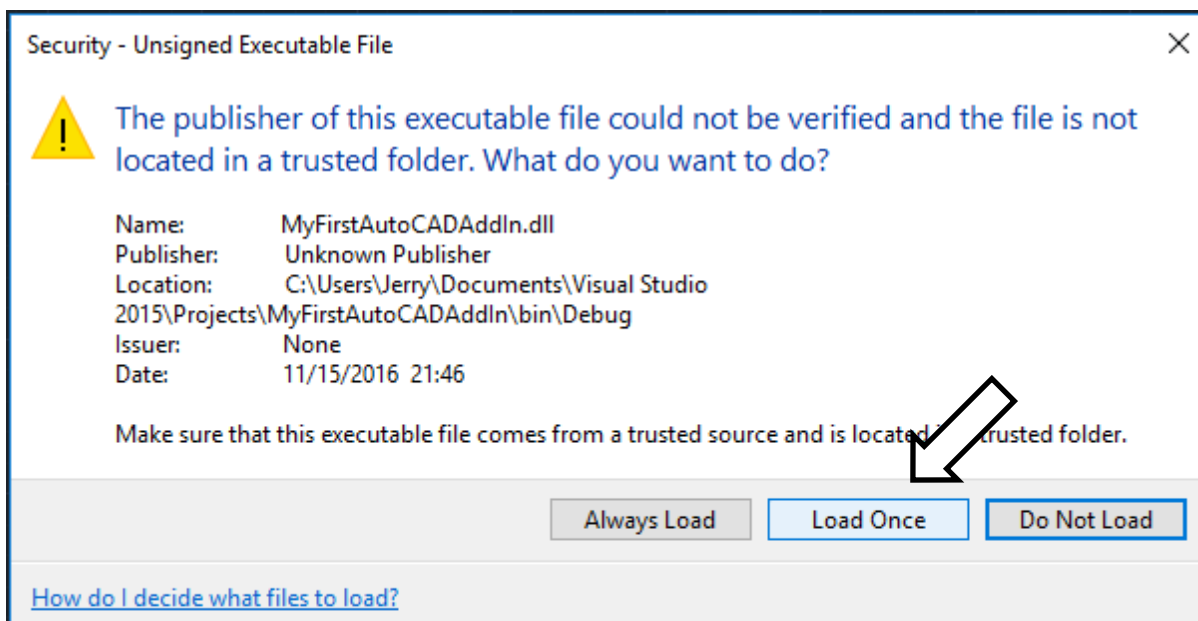 Security - Unsigned Executable File
The publisher of this executable file could not be verified and the file is not
located in a trusted folder. What do you want to do?
Name: MyFirstAutoCADAddIn.dll
Publisher: Unknown Publisher
Location: C:\Users\Jerry\Documents\Visual Studio
2015\Projects\MyFirstAutoCADAddIn\bin\Debug
Issuer: None
Date: 11/15/2016 21:46
Make sure that this executable file comes from a trusted source and is located trusted folder.
Always Load Load Once Do Not Load
How do I decide what files to load?